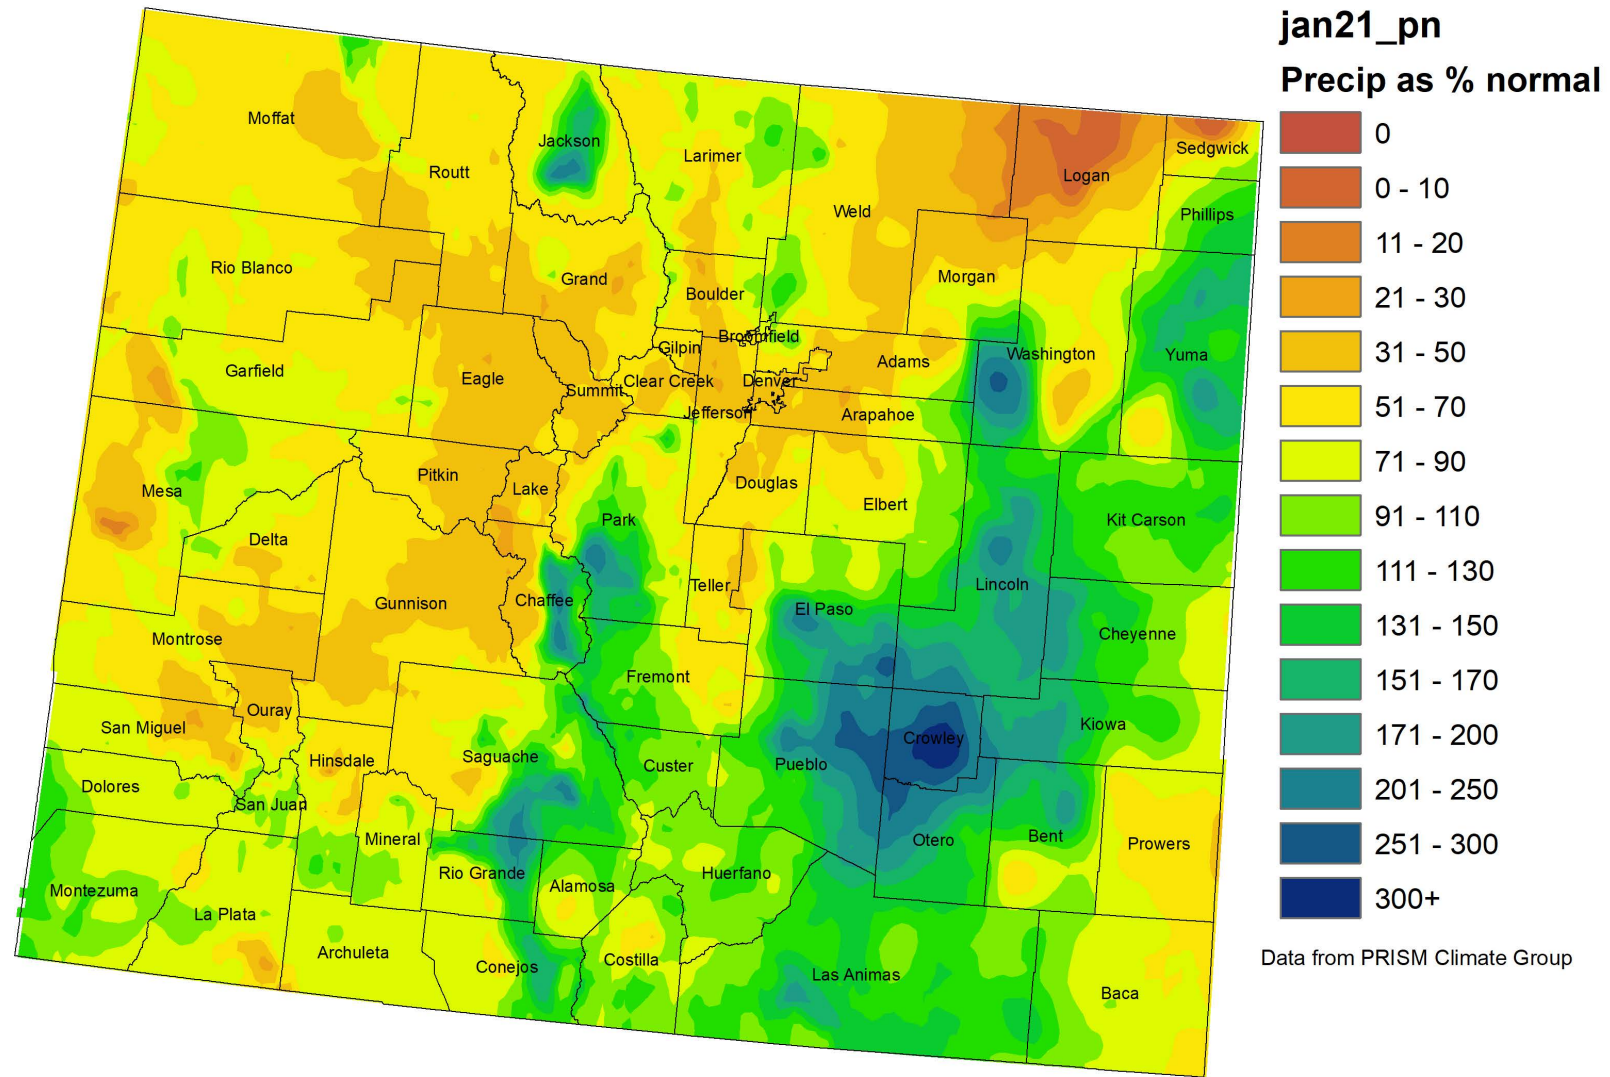 jan21_pn
Precip as % normal
0
0 - 10
11 - 20
21 - 30
31 - 50
51 - 70
71 - 90
91 - 110
111 - 130
131 - 150
151 - 170
171 - 200
201 - 250
251 - 300
300+
Data from PRISM Climate Group
Moffat
Routt
Jackson
Larimer
Weld
Logan
Sedgwick
Phillips
Rio Blanco
Grand
Boulder
Morgan
Broomfield
Gilpin
Garfield
Eagle
Summit
Clear Creek
Denver
Adams
Washington
Yuma
Jefferson
Arapahoe
Mesa
Pitkin
Lake
Park
Douglas
Elbert
Kit Carson
Delta
Gunnison
Chaffee
Teller
El Paso
Lincoln
Cheyenne
Montrose
Fremont
San Miguel
Ouray
Hinsdale
Saguache
Custer
Pueblo
Crowley
Kiowa
Dolores
San Juan
Mineral
Rio Grande
Alamosa
Huerfano
Otero
Bent
Prowers
Montezuma
La Plata
Archuleta
Conejos
Costilla
Las Animas
Baca